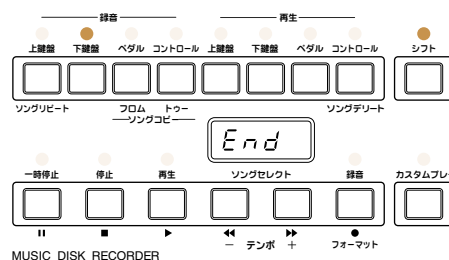 録音 再生
上鍵盤 下鍵盤 ペダル コントロール 上鍵盤 下鍵盤 ペダル コントロール シフト
ソングリピート フロム トゥー ソングデリート
ソングコピー
End
一時停止 停止 再生 ソングセレクト 録音 カスタムプレ
− テンポ + フォーマット
MUSIC DISK RECORDER